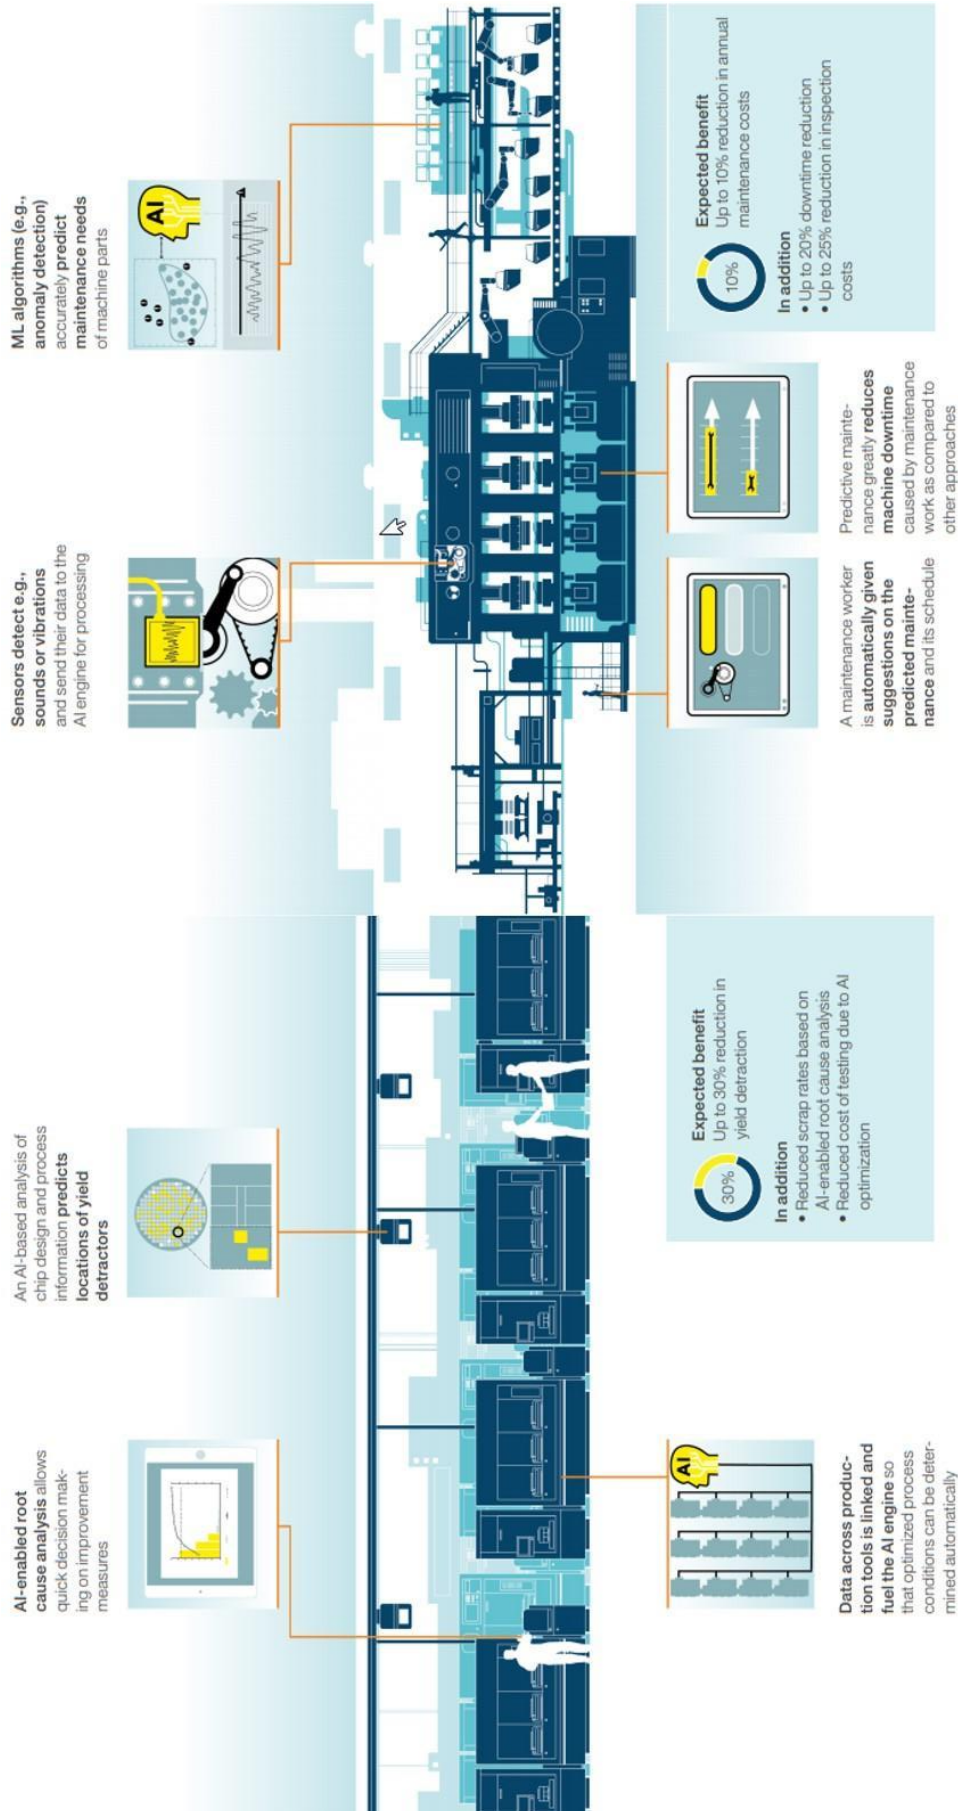 AI-enabled root
cause analysis allows
quick decision mak-
ing on improvement
measures
An AI-based analysis of
chip design and process
information predicts
locations of yield
detractors
AI
Data across produc-
tion tools is linked and
fuel the AI engine so
that optimized process
conditions can be deter-
mined automatically
30%
Expected benefit
Up to 30% reduction in
yield detraction
In addition
• Reduced scrap rates based on
AI-enabled root cause analysis
• Reduced cost of testing due to AI
optimization
Sensors detect e.g.,
sounds or vibrations
and send their data to the
AI engine for processing
ML algorithms (e.g.,
anomaly detection)
accurately predict
maintenance needs
of machine parts
AI
A maintenance worker
is automatically given
suggestions on the
predicted mainte-
nance and its schedule
Predictive mainte-
nance greatly reduces
machine downtime
caused by maintenance
work as compared to
other approaches
10%
Expected benefit
Up to 10% reduction in annual
maintenance costs
In addition
• Up to 20% downtime reduction
• Up to 25% reduction in inspection
costs